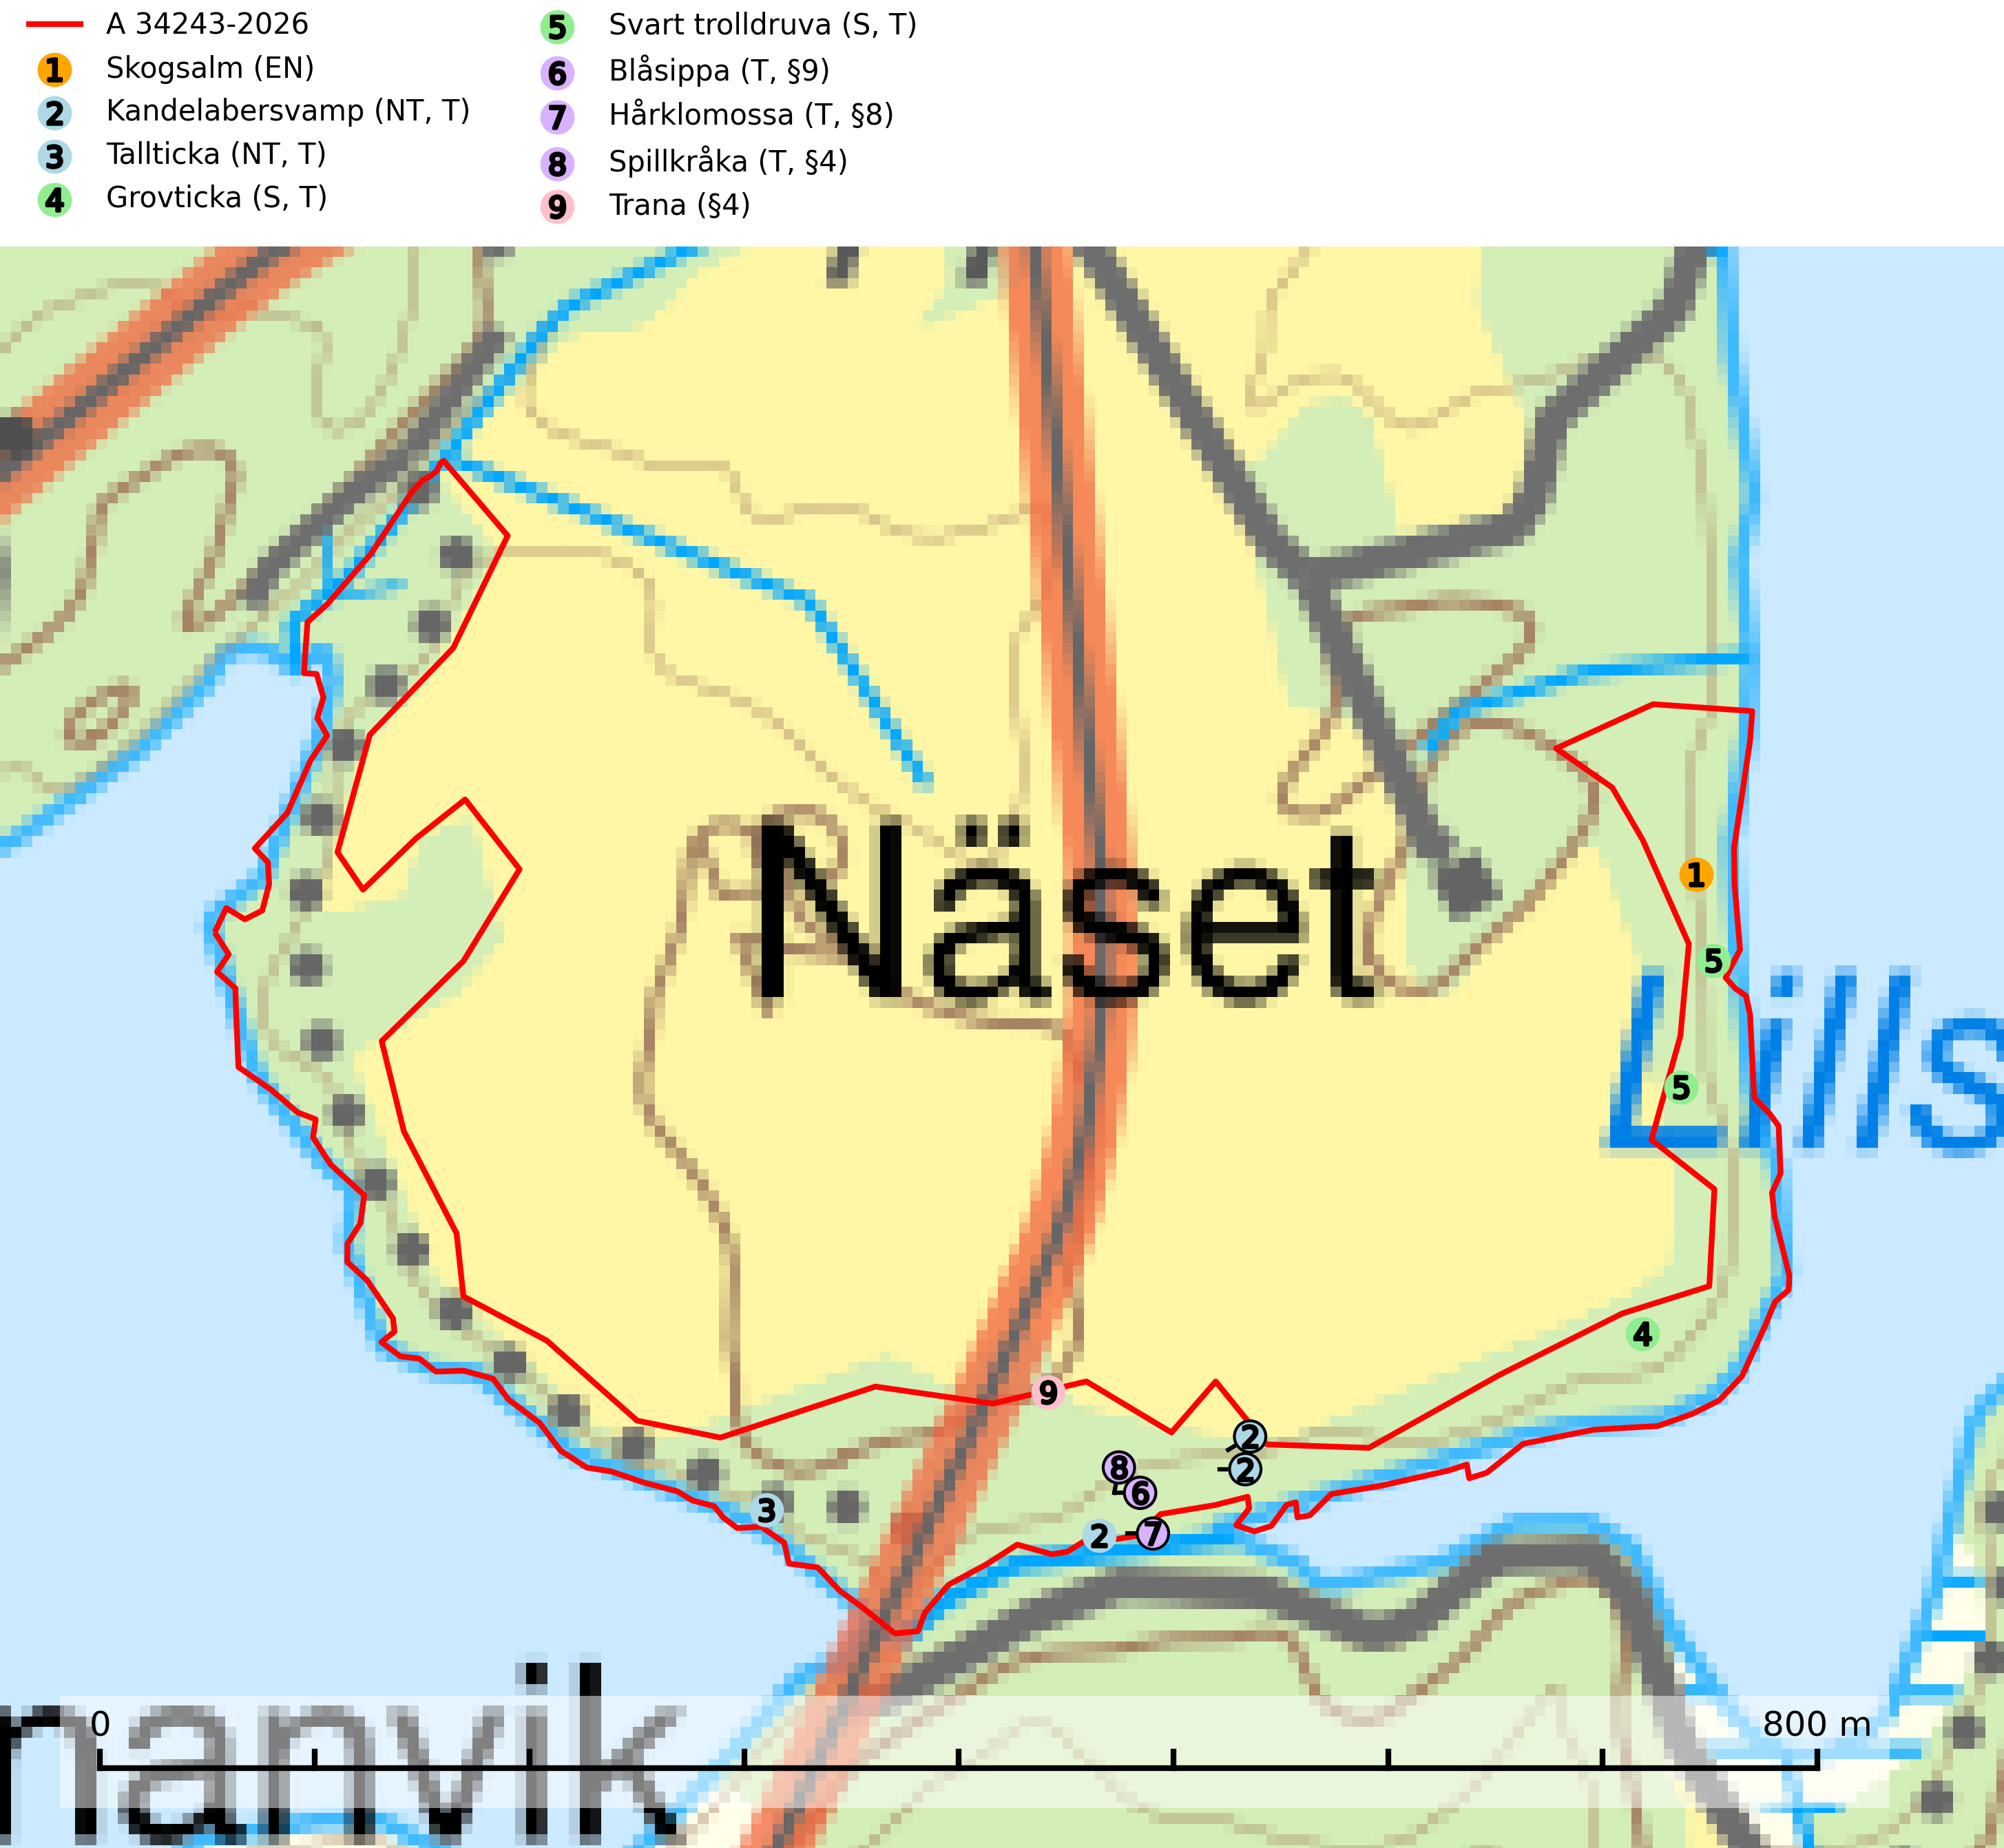 A 34243-2026
1 Skogsalm (EN)
2 Kandelabersvamp (NT, T)
3 Tallticka (NT, T)
4 Grovticka (S, T)
5 Svart trolldruva (S, T)
6 Blåsippa (T, §9)
7 Hårklomossa (T, §8)
8 Spillkråka (T, §4)
9 Trana (§4)
Näset
1
5
Lills
5
4
9
2
8
2
6
3
2
7
manvik
0
800 m